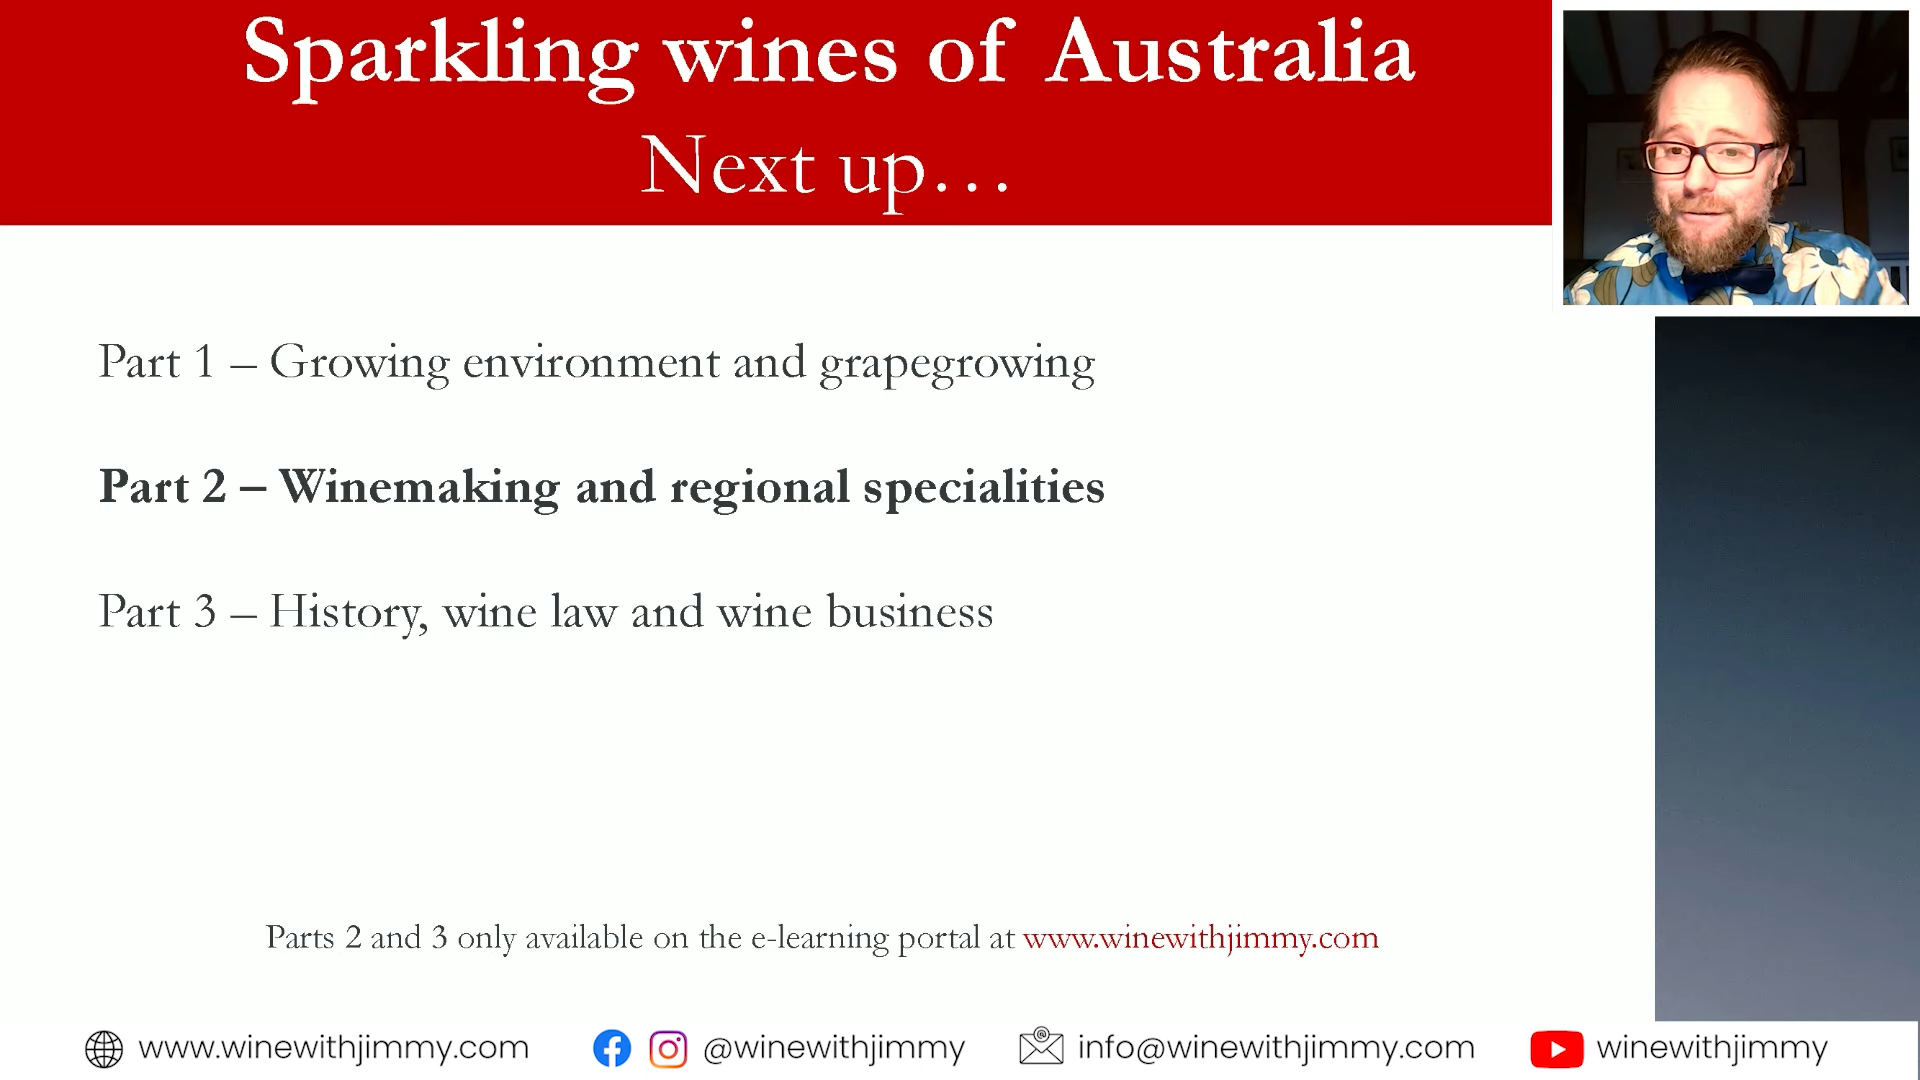 Sparkling wines of Australia
Next up…
Part 1 – Growing environment and grapegrowing
Part 2 – Winemaking and regional specialities
Part 3 – History, wine law and wine business
Parts 2 and 3 only available on the e-learning portal at www.winewithjimmy.com
www.winewithjimmy.com @winewithjimmy info@winewithjimmy.com winewithjimmy